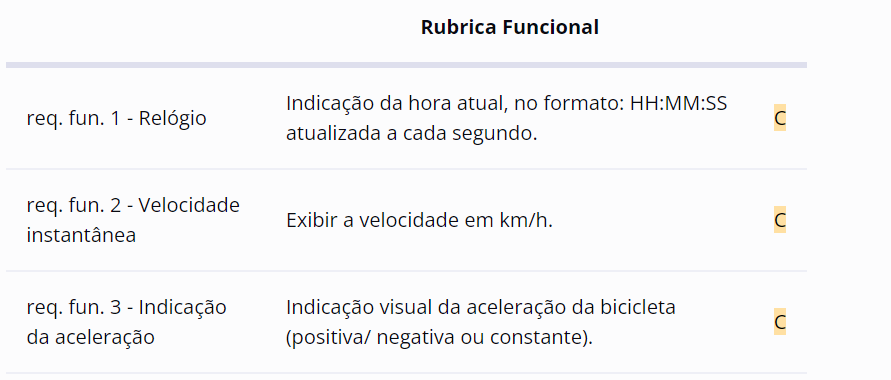 Rubrica Funcional
req. fun. 1 - Relógio
Indicação da hora atual, no formato: HH:MM:SS
atualizada a cada segundo.
C
req. fun. 2 - Velocidade
instantânea
Exibir a velocidade em km/h.
C
req. fun. 3 - Indicação
da aceleração
Indicação visual da aceleração da bicicleta
(positiva/ negativa ou constante).
C